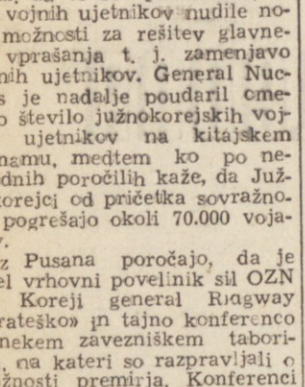 vojnih ujetnikov nudile no-
možnosti za rešitev glavne-
vprašanja t. j. zamenjavo
nih ujetnikov. General Nuc-
s je nadalje poudaril ome-
o število južnokorejskih voj-
ujetnikov na kitajskem
namu, medtem ko po ne-
dnih poročilih kaže, da Juž-
orejci od pričetka sovražno-
pogrešajo okoli 70.000 voja-
.
z Pusana poročajo, da je
el vrhovni povelinik sil OZN
Koreji general Riagway
rateško» in tajno konferenco
nekem zavezniškem tabori-
, na kateri so razpravljali o
žnosti premirja. Konferenci